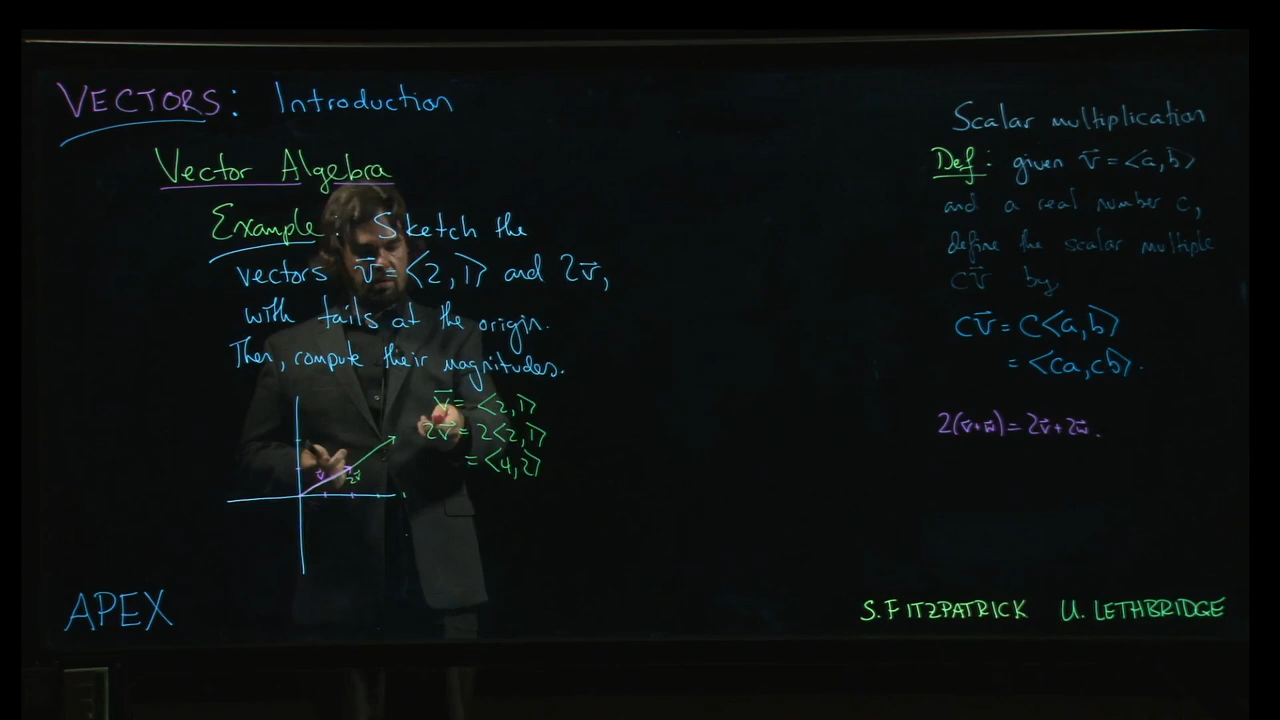 VECTORS: Introduction
Vector Algebra
Example: Sketch the
vectors v⃗ = <2,1> and 2v⃗,
with tails at the origin.
Then, compute their magnitudes.
v⃗ = <2,1>
2v⃗ = 2<2,1>
= <4,2>
v⃗
2v⃗
APEX
Scalar multiplication
Def: given v⃗ = <a,b>
and a real number c,
define the scalar multiple
cv⃗ by
cv⃗ = c<a,b>
= <ca,cb>.
2(v⃗+w⃗) = 2v⃗+2w⃗.
S. FITZPATRICK U. LETHBRIDGE